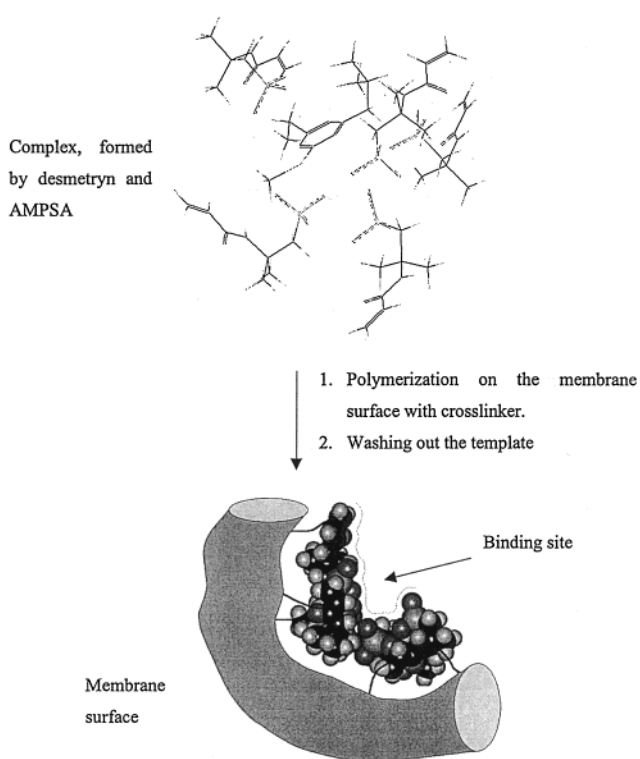 Complex, formed
by desmetryn and
AMPSA
1. Polymerization on the membrane
surface with crosslinker.
2. Washing out the template
Binding site
Membrane
surface